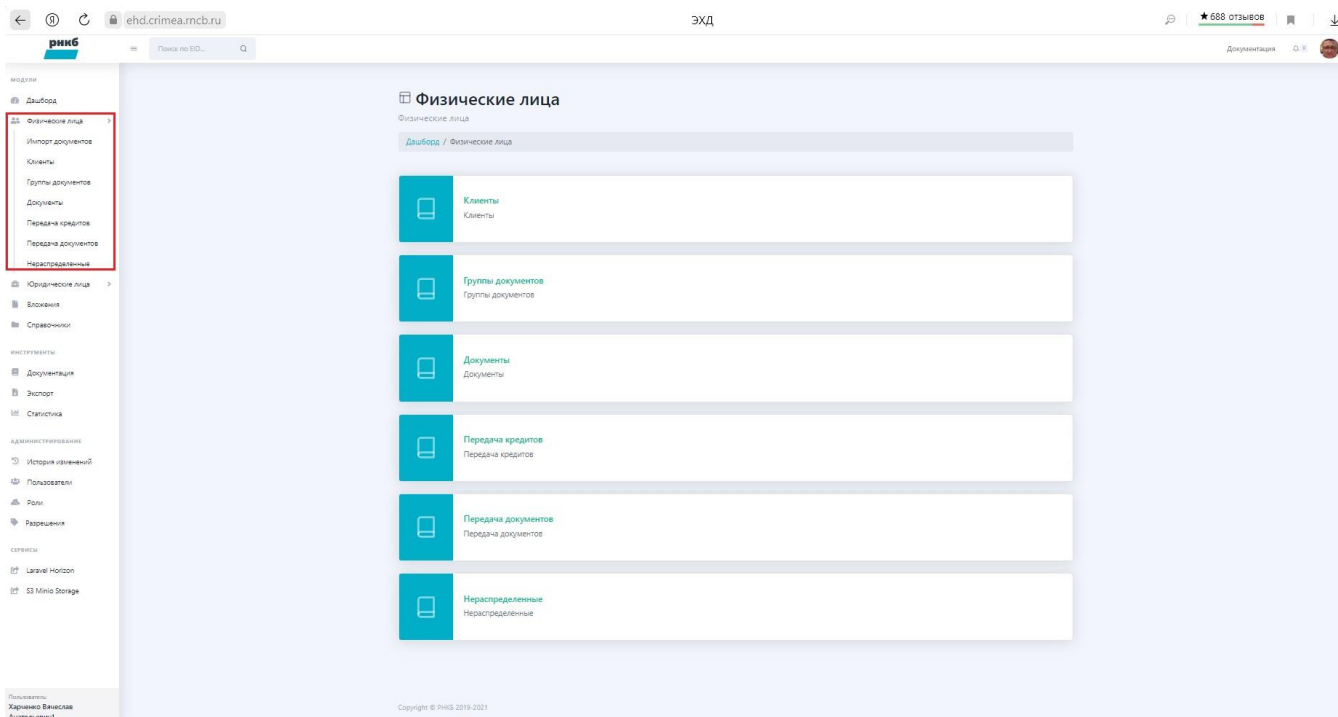 ehd.crimea.rncb.ru
ЭХД
★ 688 отзывов
рнкб
Поиск по EID...
Документация
МОДУЛИ
Дашборд
Физические лица
Импорт документов
Клиенты
Группы документов
Документы
Передача кредитов
Передача документов
Нераспределенные
Юридические лица
Вложения
Справочники
ИНСТРУМЕНТЫ
Документация
Экспорт
Статистика
АДМИНИСТРИРОВАНИЕ
История изменений
Пользователи
Роли
Разрешения
СЕРВИСЫ
Laravel Horizon
S3 Minio Storage
Пользователь:
Харченко Вячеслав
Физические лица
Физические лица
Дашборд / Физические лица
Клиенты
Клиенты
Группы документов
Группы документов
Документы
Документы
Передача кредитов
Передача кредитов
Передача документов
Передача документов
Нераспределенные
Нераспределенные
Copyright © РНКБ 2019-2021